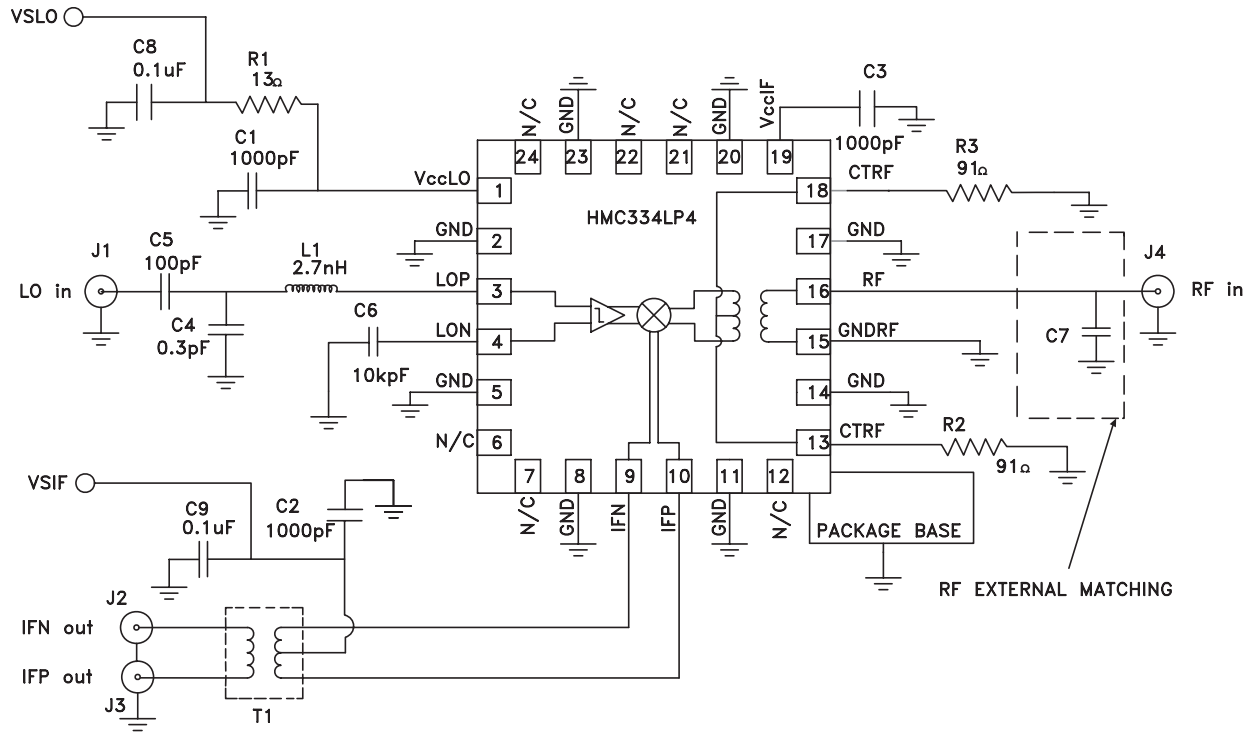 VSLO
C8
0.1uF
R1
13Ω
C1
1000pF
VccLO
N/C
GND
N/C
N/C
GND
VccIF
C3
1000pF
24
23
22
21
20
19
HMC334LP4
1
2
3
4
5
6
GND
LOP
LON
GND
N/C
J1
LO in
C5
100pF
L1
2.7nH
C4
0.3pF
C6
10kpF
18
17
16
15
14
13
CTRF
GND
RF
GNDRF
GND
CTRF
R3
91Ω
J4
RF in
C7
R2
91Ω
7
8
9
10
11
12
N/C
GND
IFN
IFP
GND
N/C
PACKAGE BASE
RF EXTERNAL MATCHING
VSIF
C9
0.1uF
C2
1000pF
J2
IFN out
IFP out
J3
T1